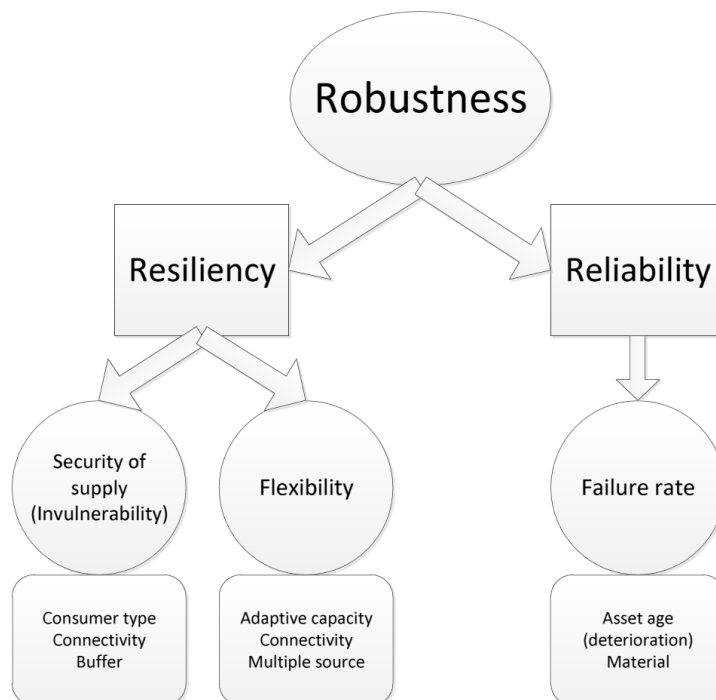 Robustness
Resiliency
Reliability
Security of
supply
(Invulnerability)
Flexibility
Failure rate
Consumer type
Connectivity
Buffer
Adaptive capacity
Connectivity
Multiple source
Asset age
(deterioration)
Material